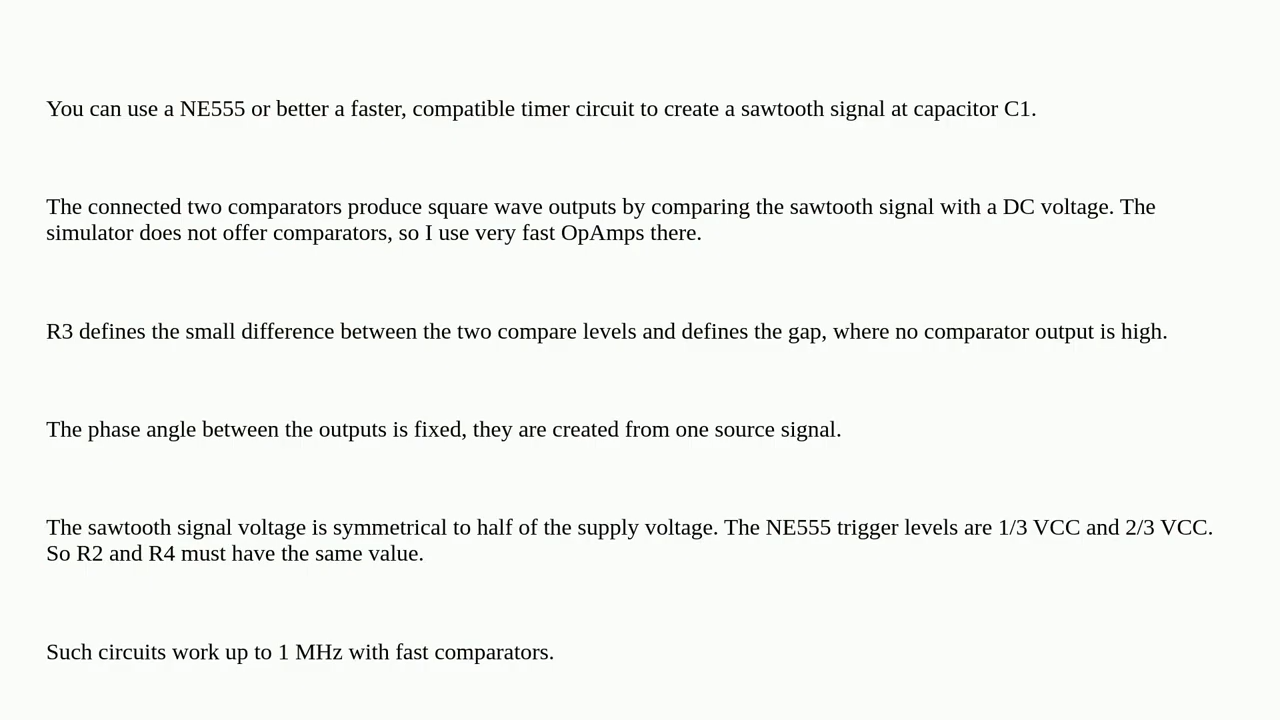 You can use a NE555 or better a faster, compatible timer circuit to create a sawtooth signal at capacitor C1.
The connected two comparators produce square wave outputs by comparing the sawtooth signal with a DC voltage. The
simulator does not offer comparators, so I use very fast OpAmps there.
R3 defines the small difference between the two compare levels and defines the gap, where no comparator output is high.
The phase angle between the outputs is fixed, they are created from one source signal.
The sawtooth signal voltage is symmetrical to half of the supply voltage. The NE555 trigger levels are 1/3 VCC and 2/3 VCC.
So R2 and R4 must have the same value.
Such circuits work up to 1 MHz with fast comparators.